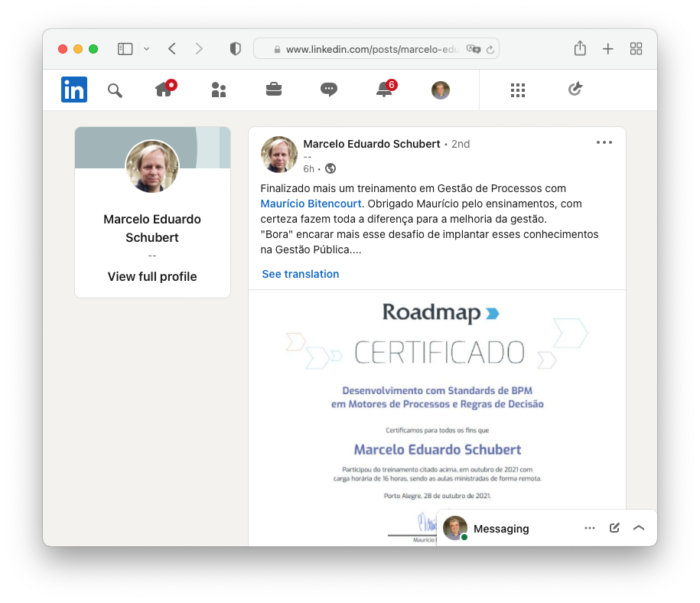 www.linkedin.com/posts/marcelo-edu
in
6
Marcelo Eduardo Schubert
--
View full profile
Marcelo Eduardo Schubert • 2nd
--
6h •
Finalizado mais um treinamento em Gestão de Processos com
Maurício Bitencourt. Obrigado Maurício pelo ensinamentos, com
certeza fazem toda a diferença para a melhoria da gestão.
"Bora" encarar mais esse desafio de implantar esses conhecimentos
na Gestão Pública....
See translation
Roadmap
CERTIFICADO
Desenvolvimento com Standards de BPM
em Motores de Processos e Regras de Decisão
Certificamos para todos os fins que
Marcelo Eduardo Schubert
Participou do treinamento citado acima, em outubro de 2021 com
carga horária de 16 horas, sendo as aulas ministradas de forma remota.
Porto Alegre, 28 de outubro de 2021.
Messaging